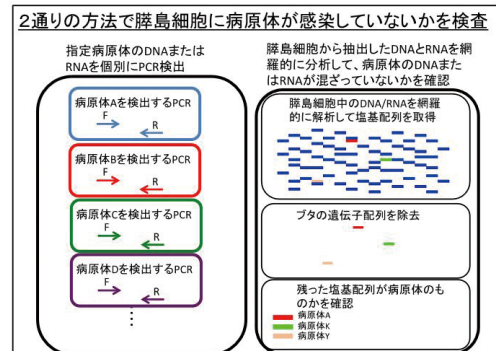 2通りの方法で膵島細胞に病原体が感染していないかを検査
指定病原体のDNAまたは
RNAを個別にPCR検出
病原体Aを検出するPCR
F
R
病原体Bを検出するPCR
F
R
病原体Cを検出するPCR
F
R
病原体Dを検出するPCR
F
R
⋮
膵島細胞から抽出したDNAとRNAを網
羅的に分析して、病原体のDNAまた
はRNAが混ざっていないかを確認
膵島細胞中のDNA/RNAを網羅
的に解析して塩基配列を取得
ブタの遺伝子配列を除去
残った塩基配列が病原体のも
のかを確認
病原体A
病原体K
病原体Y